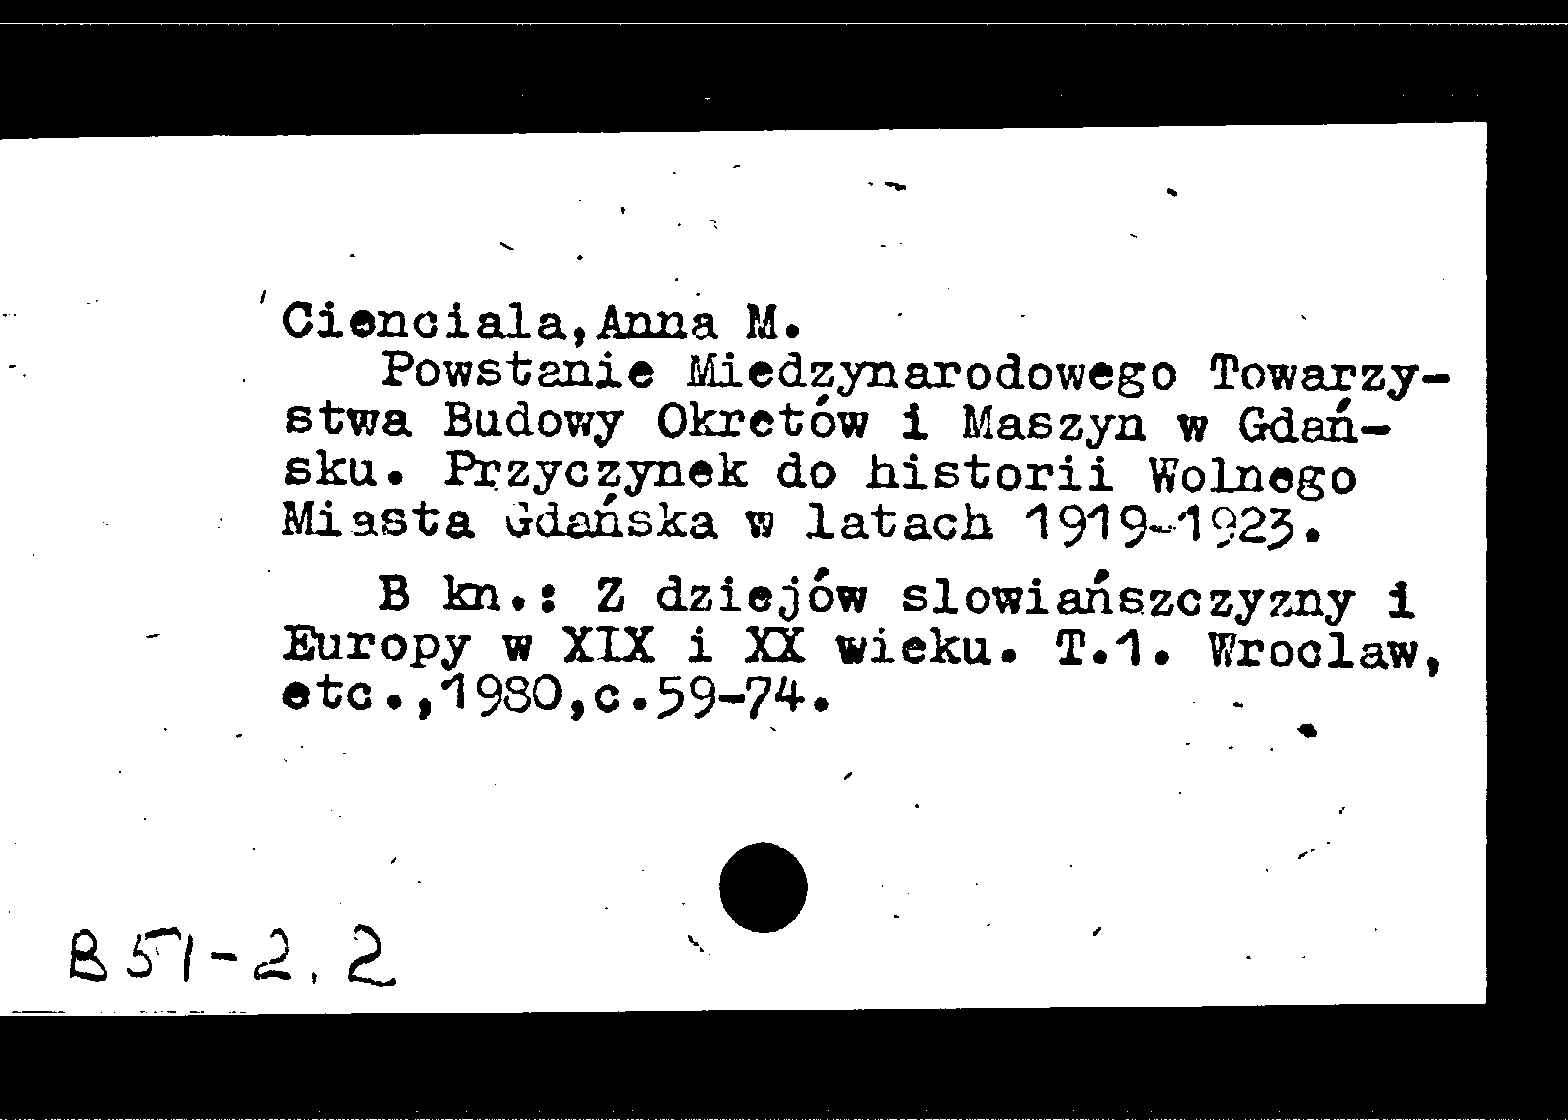 Cienciala,Anna M.
Powstanie Miedzynarodowego Towarzy-
stwa Budowy Okretów i Maszyn w Gdań-
sku. Przyczynek do historii Wolnego
Miasta Gdańska w latach 1919-1923.
B kn.: Z dziejów slowiańszczyzny i
Europy w XIX i XX wieku. T.1. Wroclaw,
etc.,1980,c.59-74.
B51-2.2